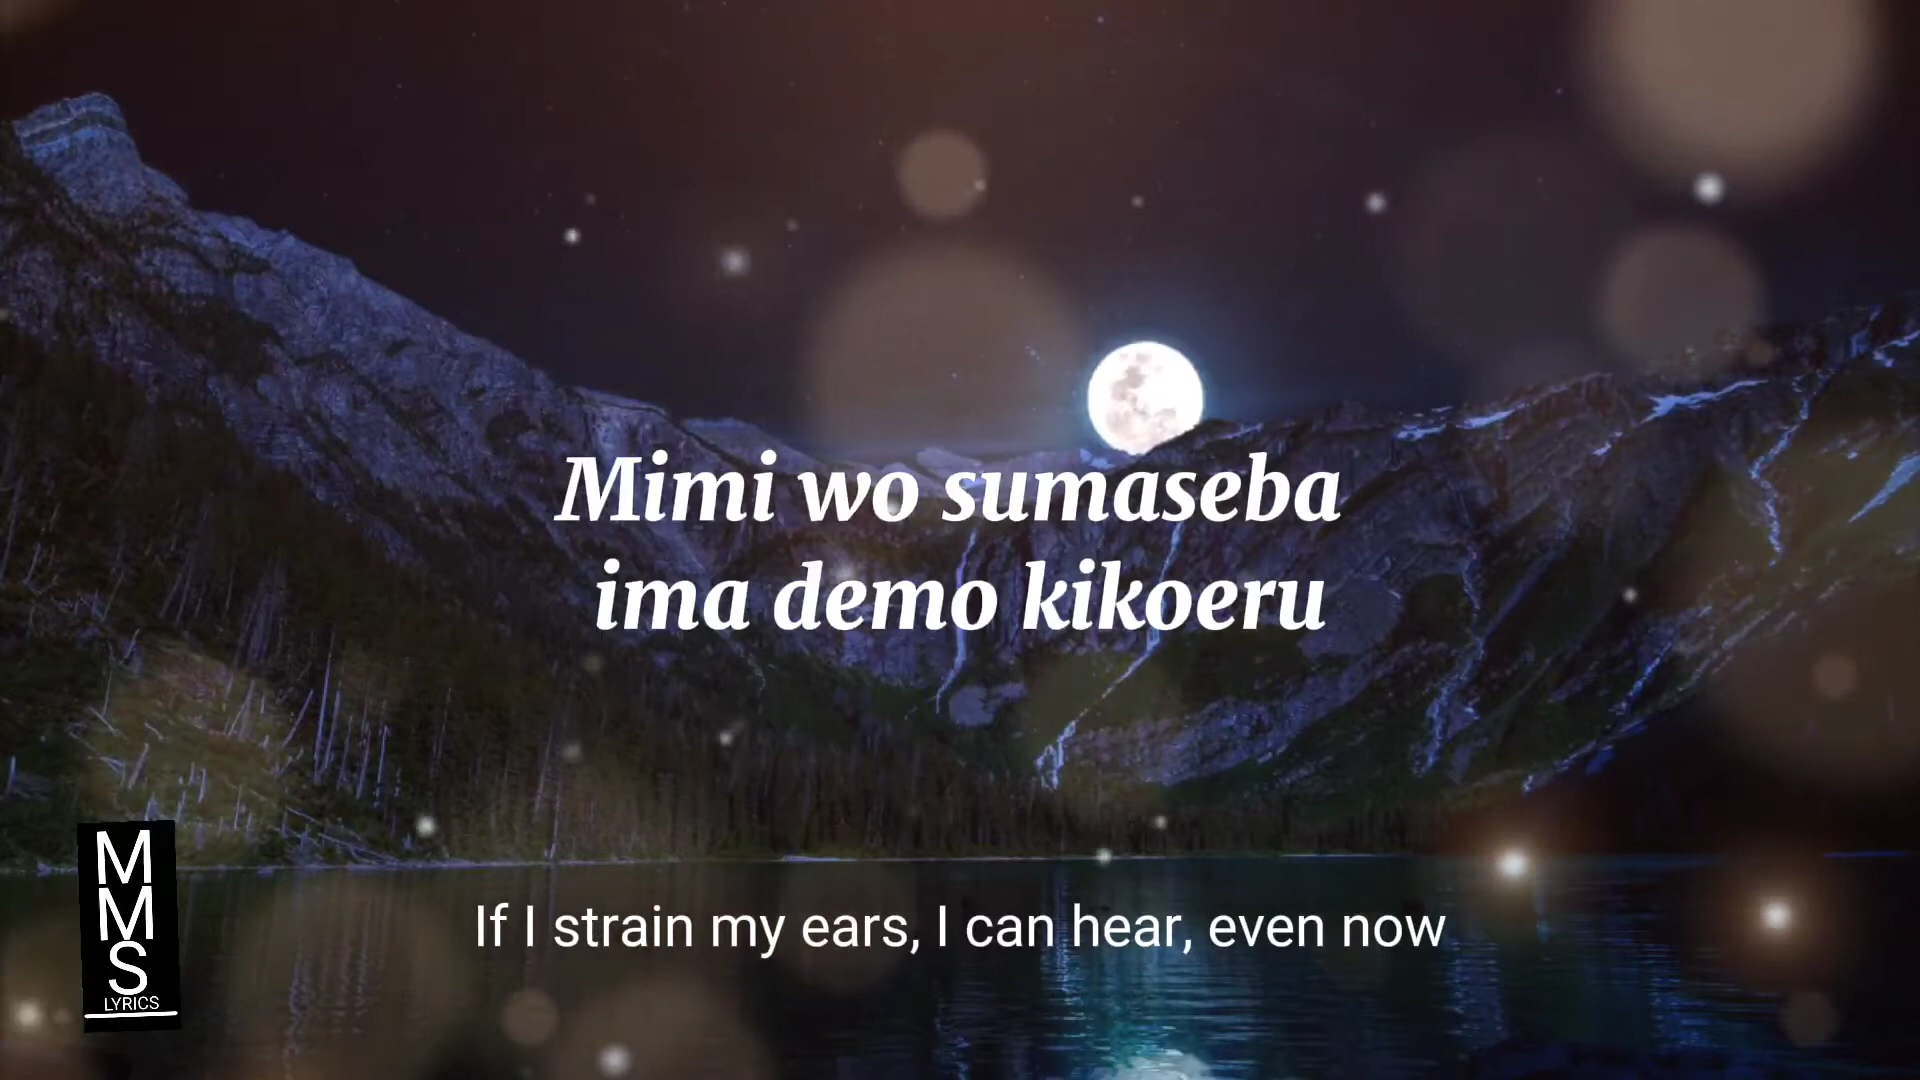 Mimi wo sumaseba
ima demo kikoeru
If I strain my ears, I can hear, even now
M
M
S
LYRICS